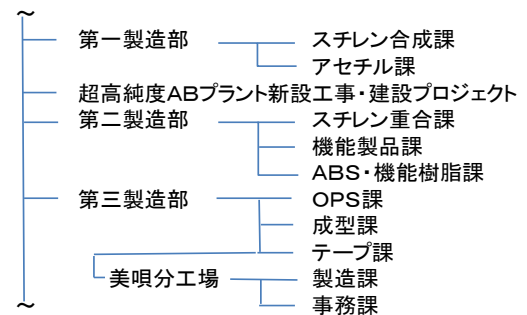 ～
第一製造部 スチレン合成課
アセチル課
超高純度ABプラント新設工事・建設プロジェクト
第二製造部 スチレン重合課
機能製品課
ABS・機能樹脂課
第三製造部 OPS課
成型課
テープ課
美唄分工場 製造課
～ 事務課